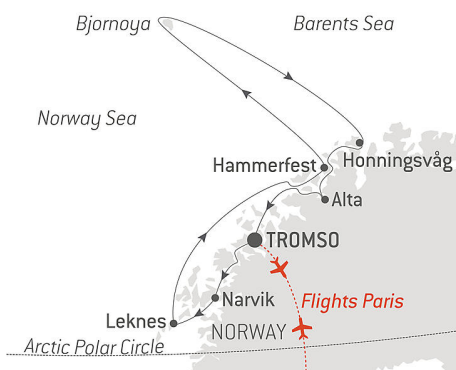 Bjornoya
Barents Sea
Norway Sea
Hammerfest
Honningsvåg
Alta
TROMSO
Narvik
Flights Paris
Leknes
NORWAY
Arctic Polar Circle